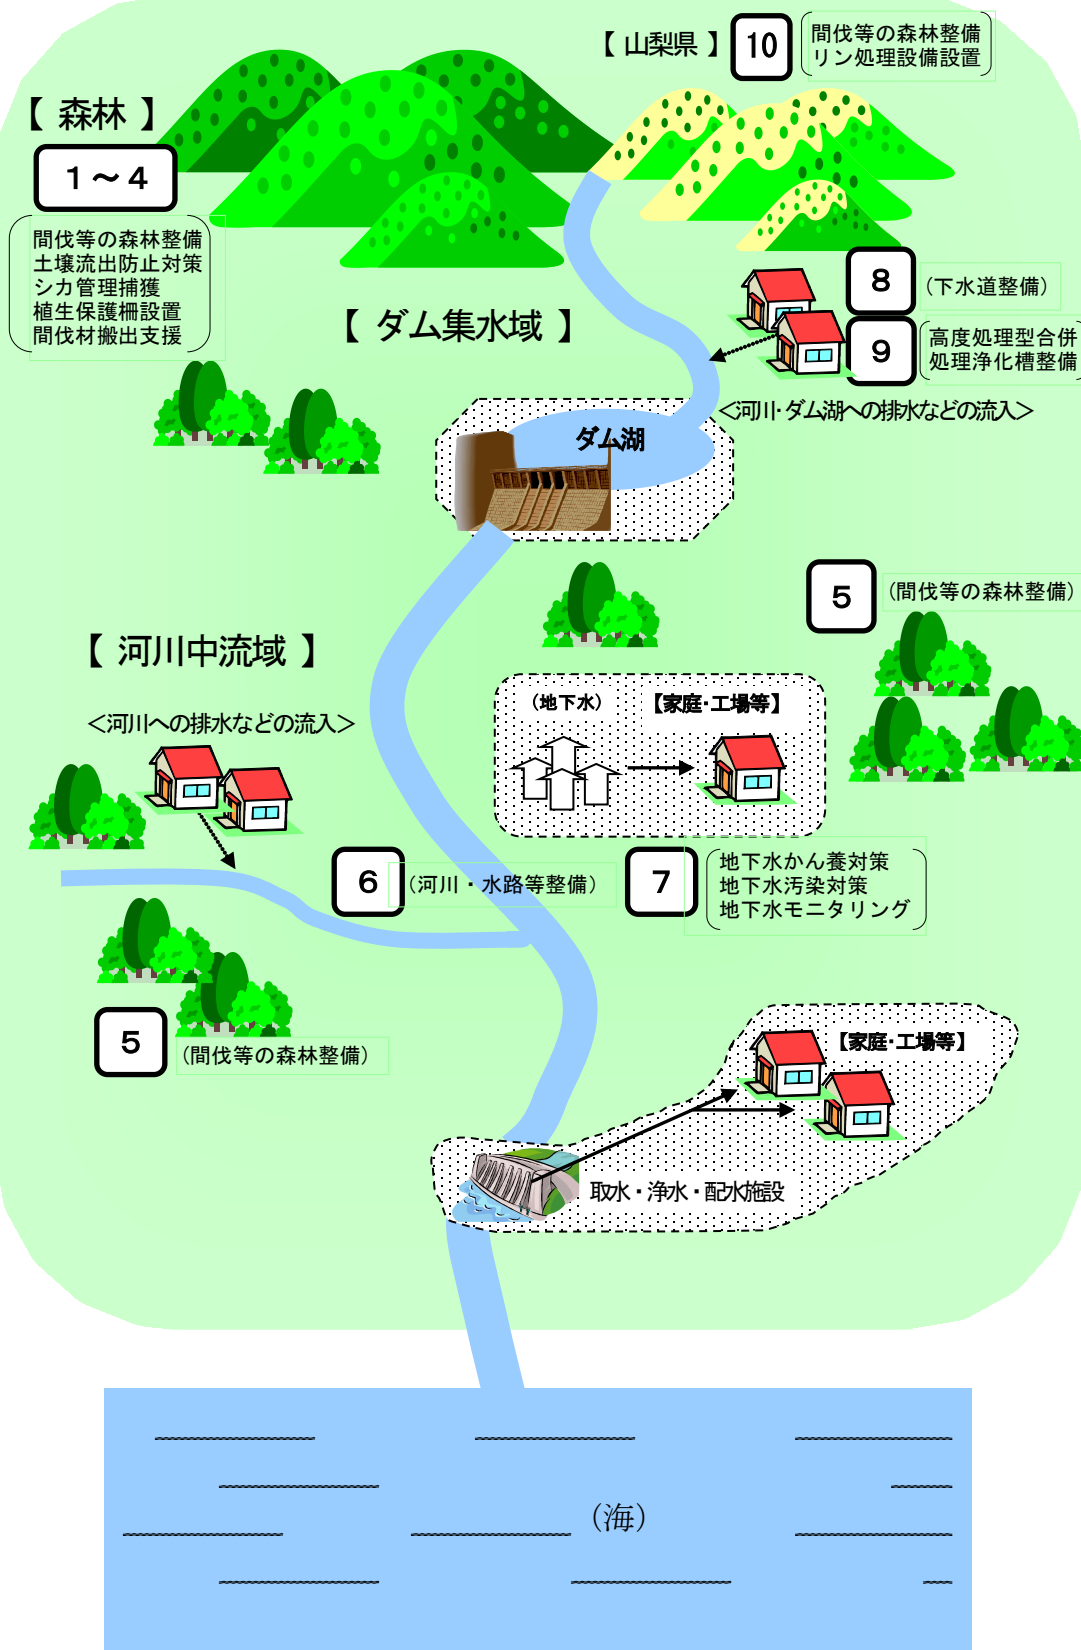 【 山梨県 】
10
間伐等の森林整備
リン処理設備設置
【 森林 】
1～4
間伐等の森林整備
土壌流出防止対策
シカ管理捕獲
植生保護柵設置
間伐材搬出支援
【 ダム集水域 】
8
(下水道整備)
9
高度処理型合併
処理浄化槽整備
＜河川・ダム湖への排水などの流入＞
ダム湖
5
(間伐等の森林整備)
【 河川中流域 】
＜河川への排水などの流入＞
(地下水)
【家庭・工場等】
6
(河川・水路等整備)
7
地下水かん養対策
地下水汚染対策
地下水モニタリング
5
(間伐等の森林整備)
【家庭・工場等】
取水・浄水・配水施設
(海)